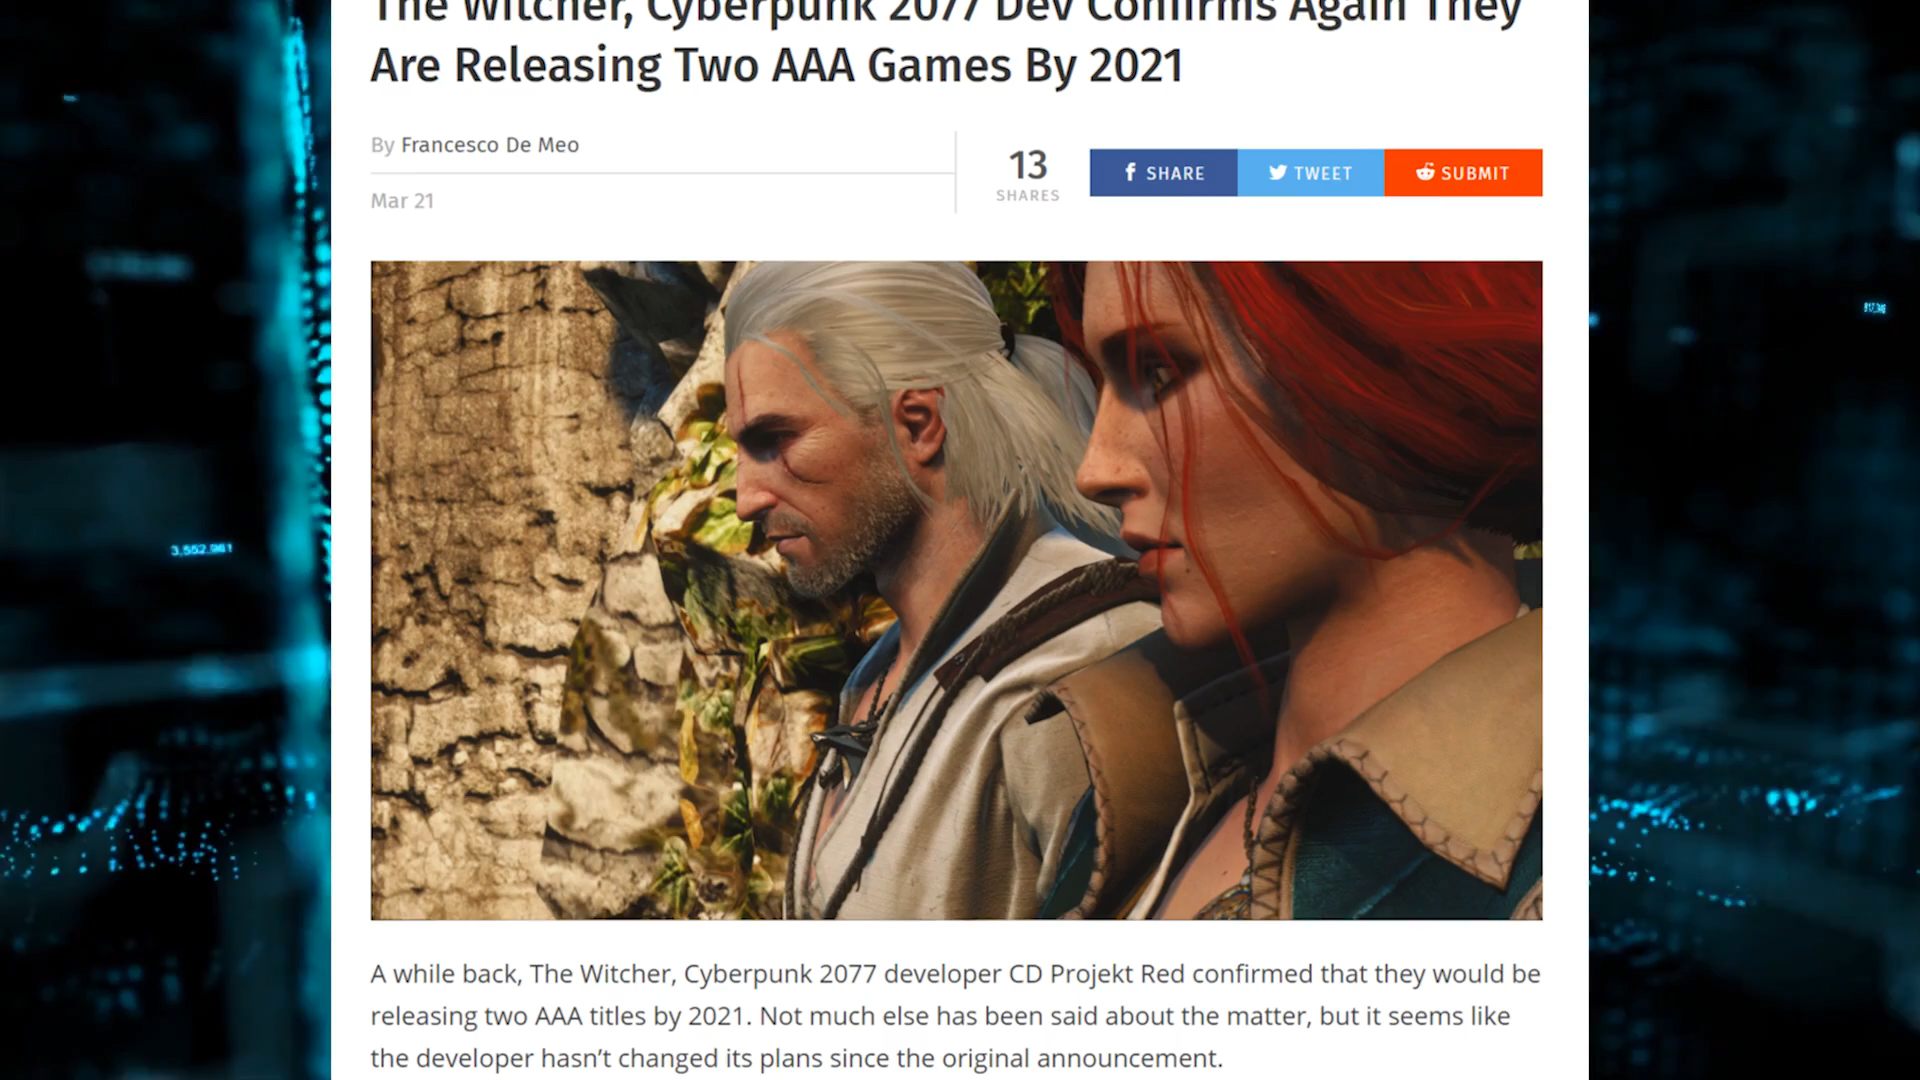 The Witcher, Cyberpunk 2077 Dev Confirms Again They
Are Releasing Two AAA Games By 2021
By Francesco De Meo
Mar 21
13
SHARES
SHARE
TWEET
SUBMIT
A while back, The Witcher, Cyberpunk 2077 developer CD Projekt Red confirmed that they would be
releasing two AAA titles by 2021. Not much else has been said about the matter, but it seems like
the developer hasn't changed its plans since the original announcement.